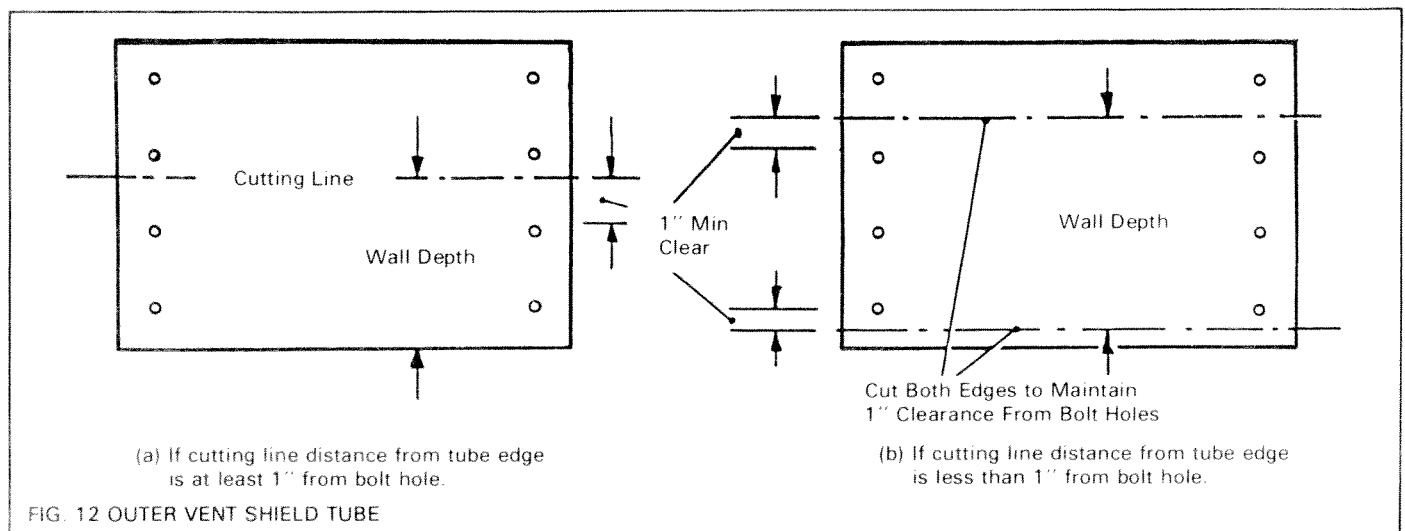 Cutting Line
Wall Depth
1" Min
Clear
Wall Depth
Cut Both Edges to Maintain
1" Clearance From Bolt Holes
(a) If cutting line distance from tube edge
is at least 1" from bolt hole.
(b) If cutting line distance from tube edge
is less than 1" from bolt hole.
FIG. 12 OUTER VENT SHIELD TUBE